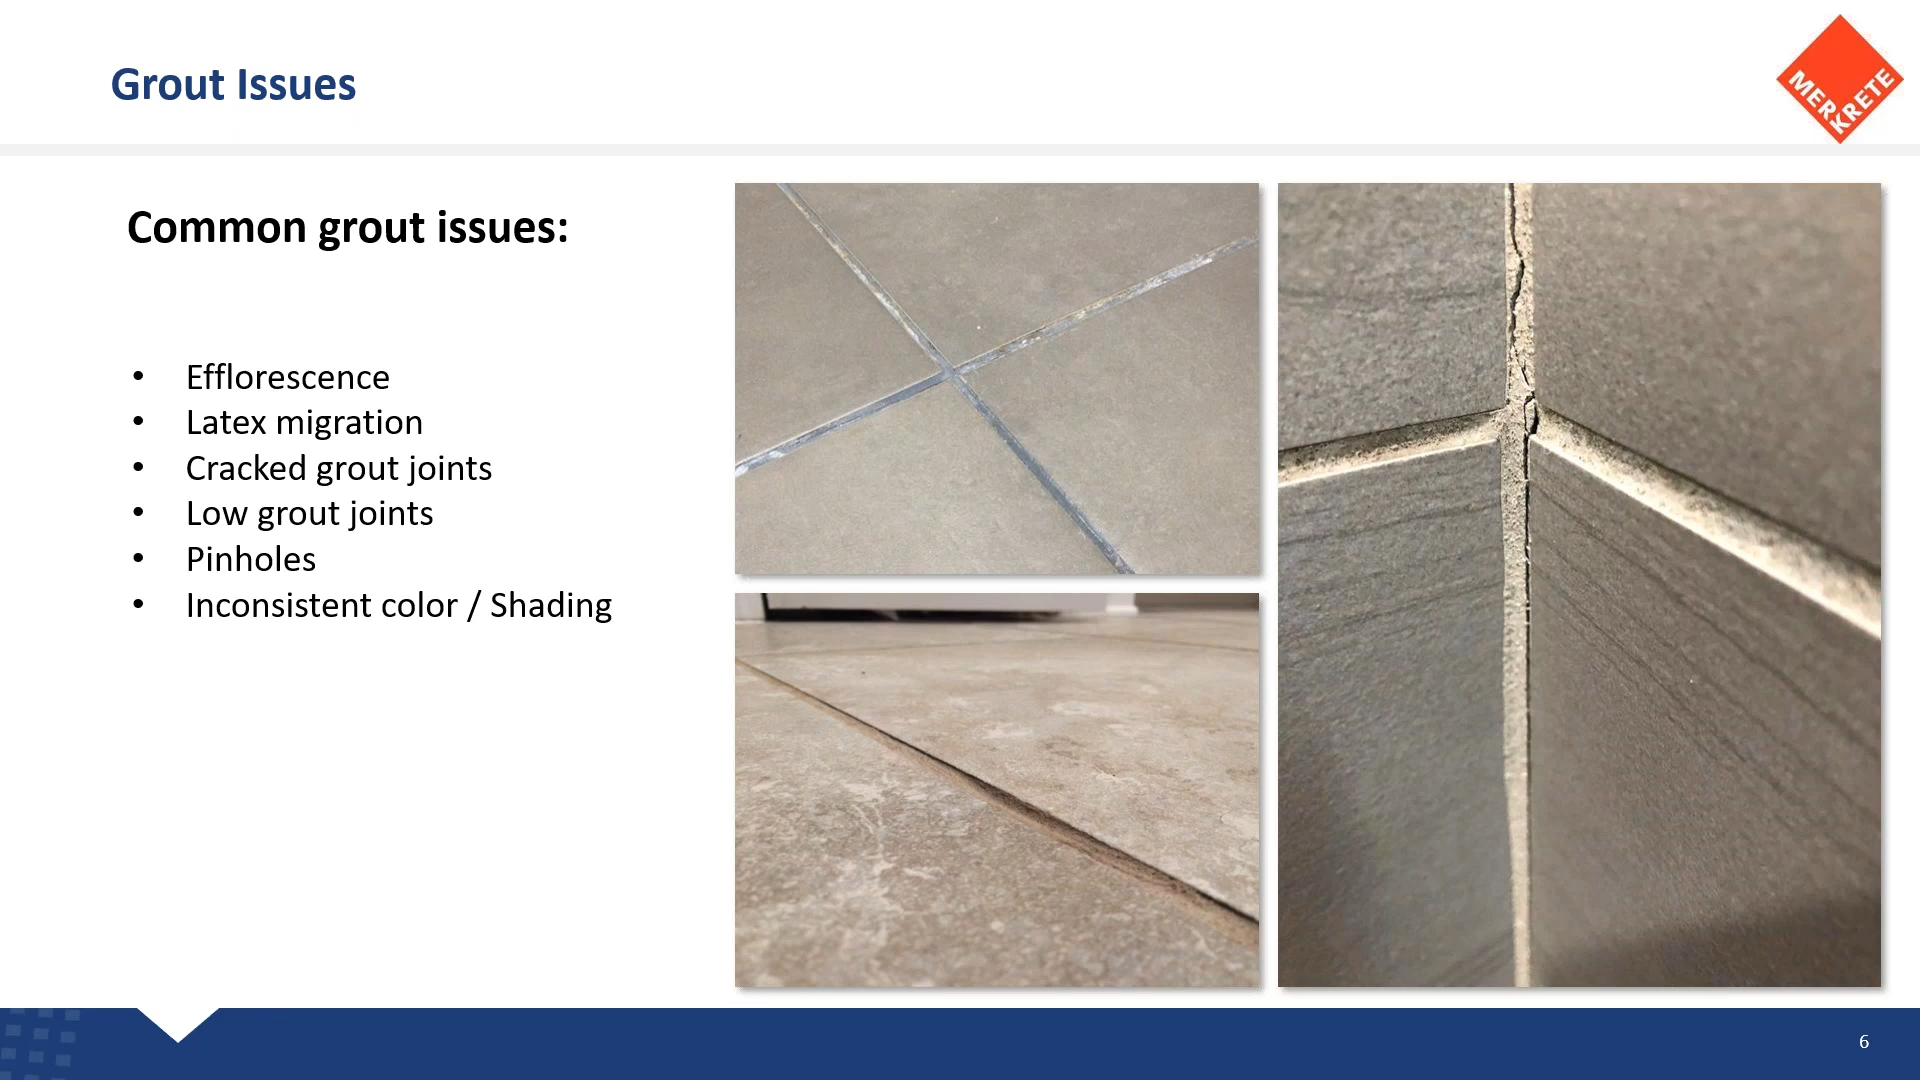 Grout Issues
MERKRETE
Common grout issues:
• Efflorescence
• Latex migration
• Cracked grout joints
• Low grout joints
• Pinholes
• Inconsistent color / Shading
6